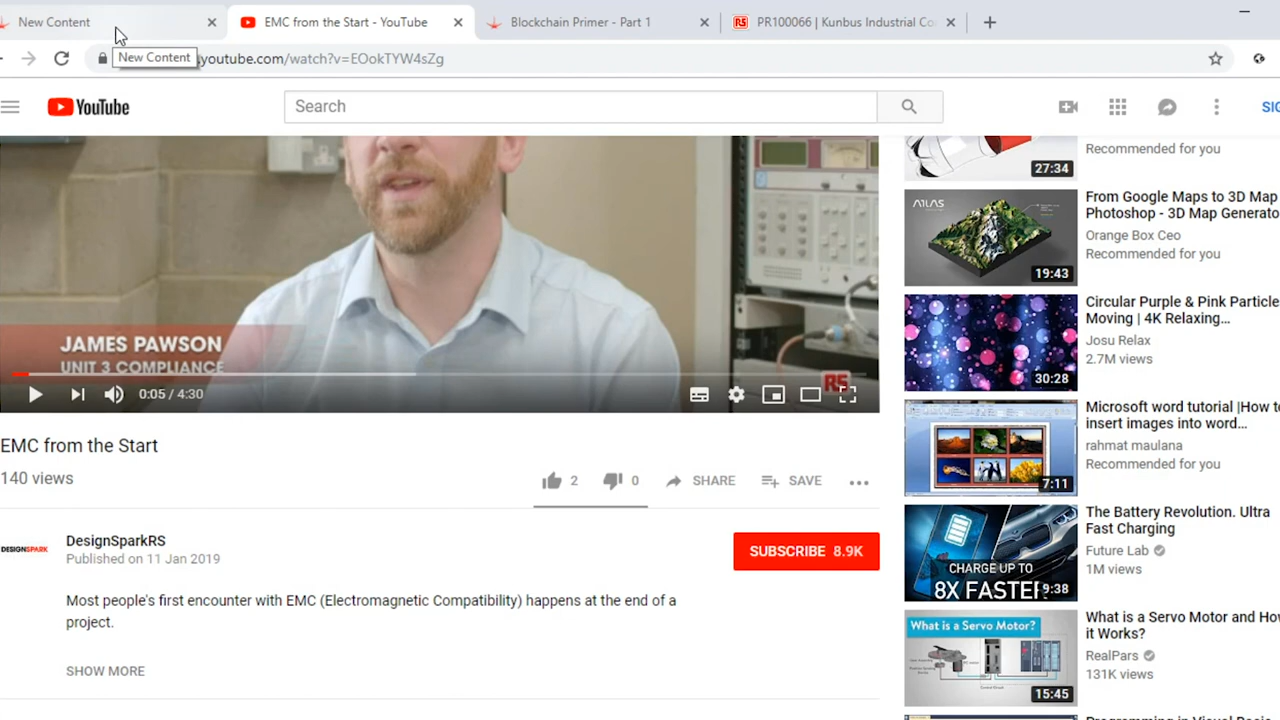 New Content
EMC from the Start - YouTube
Blockchain Primer - Part 1
RS
PR100066 | Kunbus Industrial Co
New Content
youtube.com/watch?v=EOokTYW4sZg
YouTube
Search
JAMES PAWSON
UNIT 3 COMPLIANCE
RS
0:05 / 4:30
EMC from the Start
140 views
2
0
SHARE
SAVE
DESIGNSPARK
DesignSparkRS
Published on 11 Jan 2019
SUBSCRIBE 8.9K
Most people's first encounter with EMC (Electromagnetic Compatibility) happens at the end of a
project.
SHOW MORE
27:34
Recommended for you
ATLAS
19:43
From Google Maps to 3D Map
Photoshop - 3D Map Generato
Orange Box Ceo
Recommended for you
30:28
Circular Purple & Pink Particle
Moving | 4K Relaxing...
Josu Relax
2.7M views
7:11
Microsoft word tutorial |How to
insert images into word...
rahmat maulana
Recommended for you
CHARGE UP TO
8X FASTER
9:38
The Battery Revolution. Ultra
Fast Charging
Future Lab
1M views
What is a Servo Motor?
15:45
What is a Servo Motor and How
it Works?
RealPars
131K views